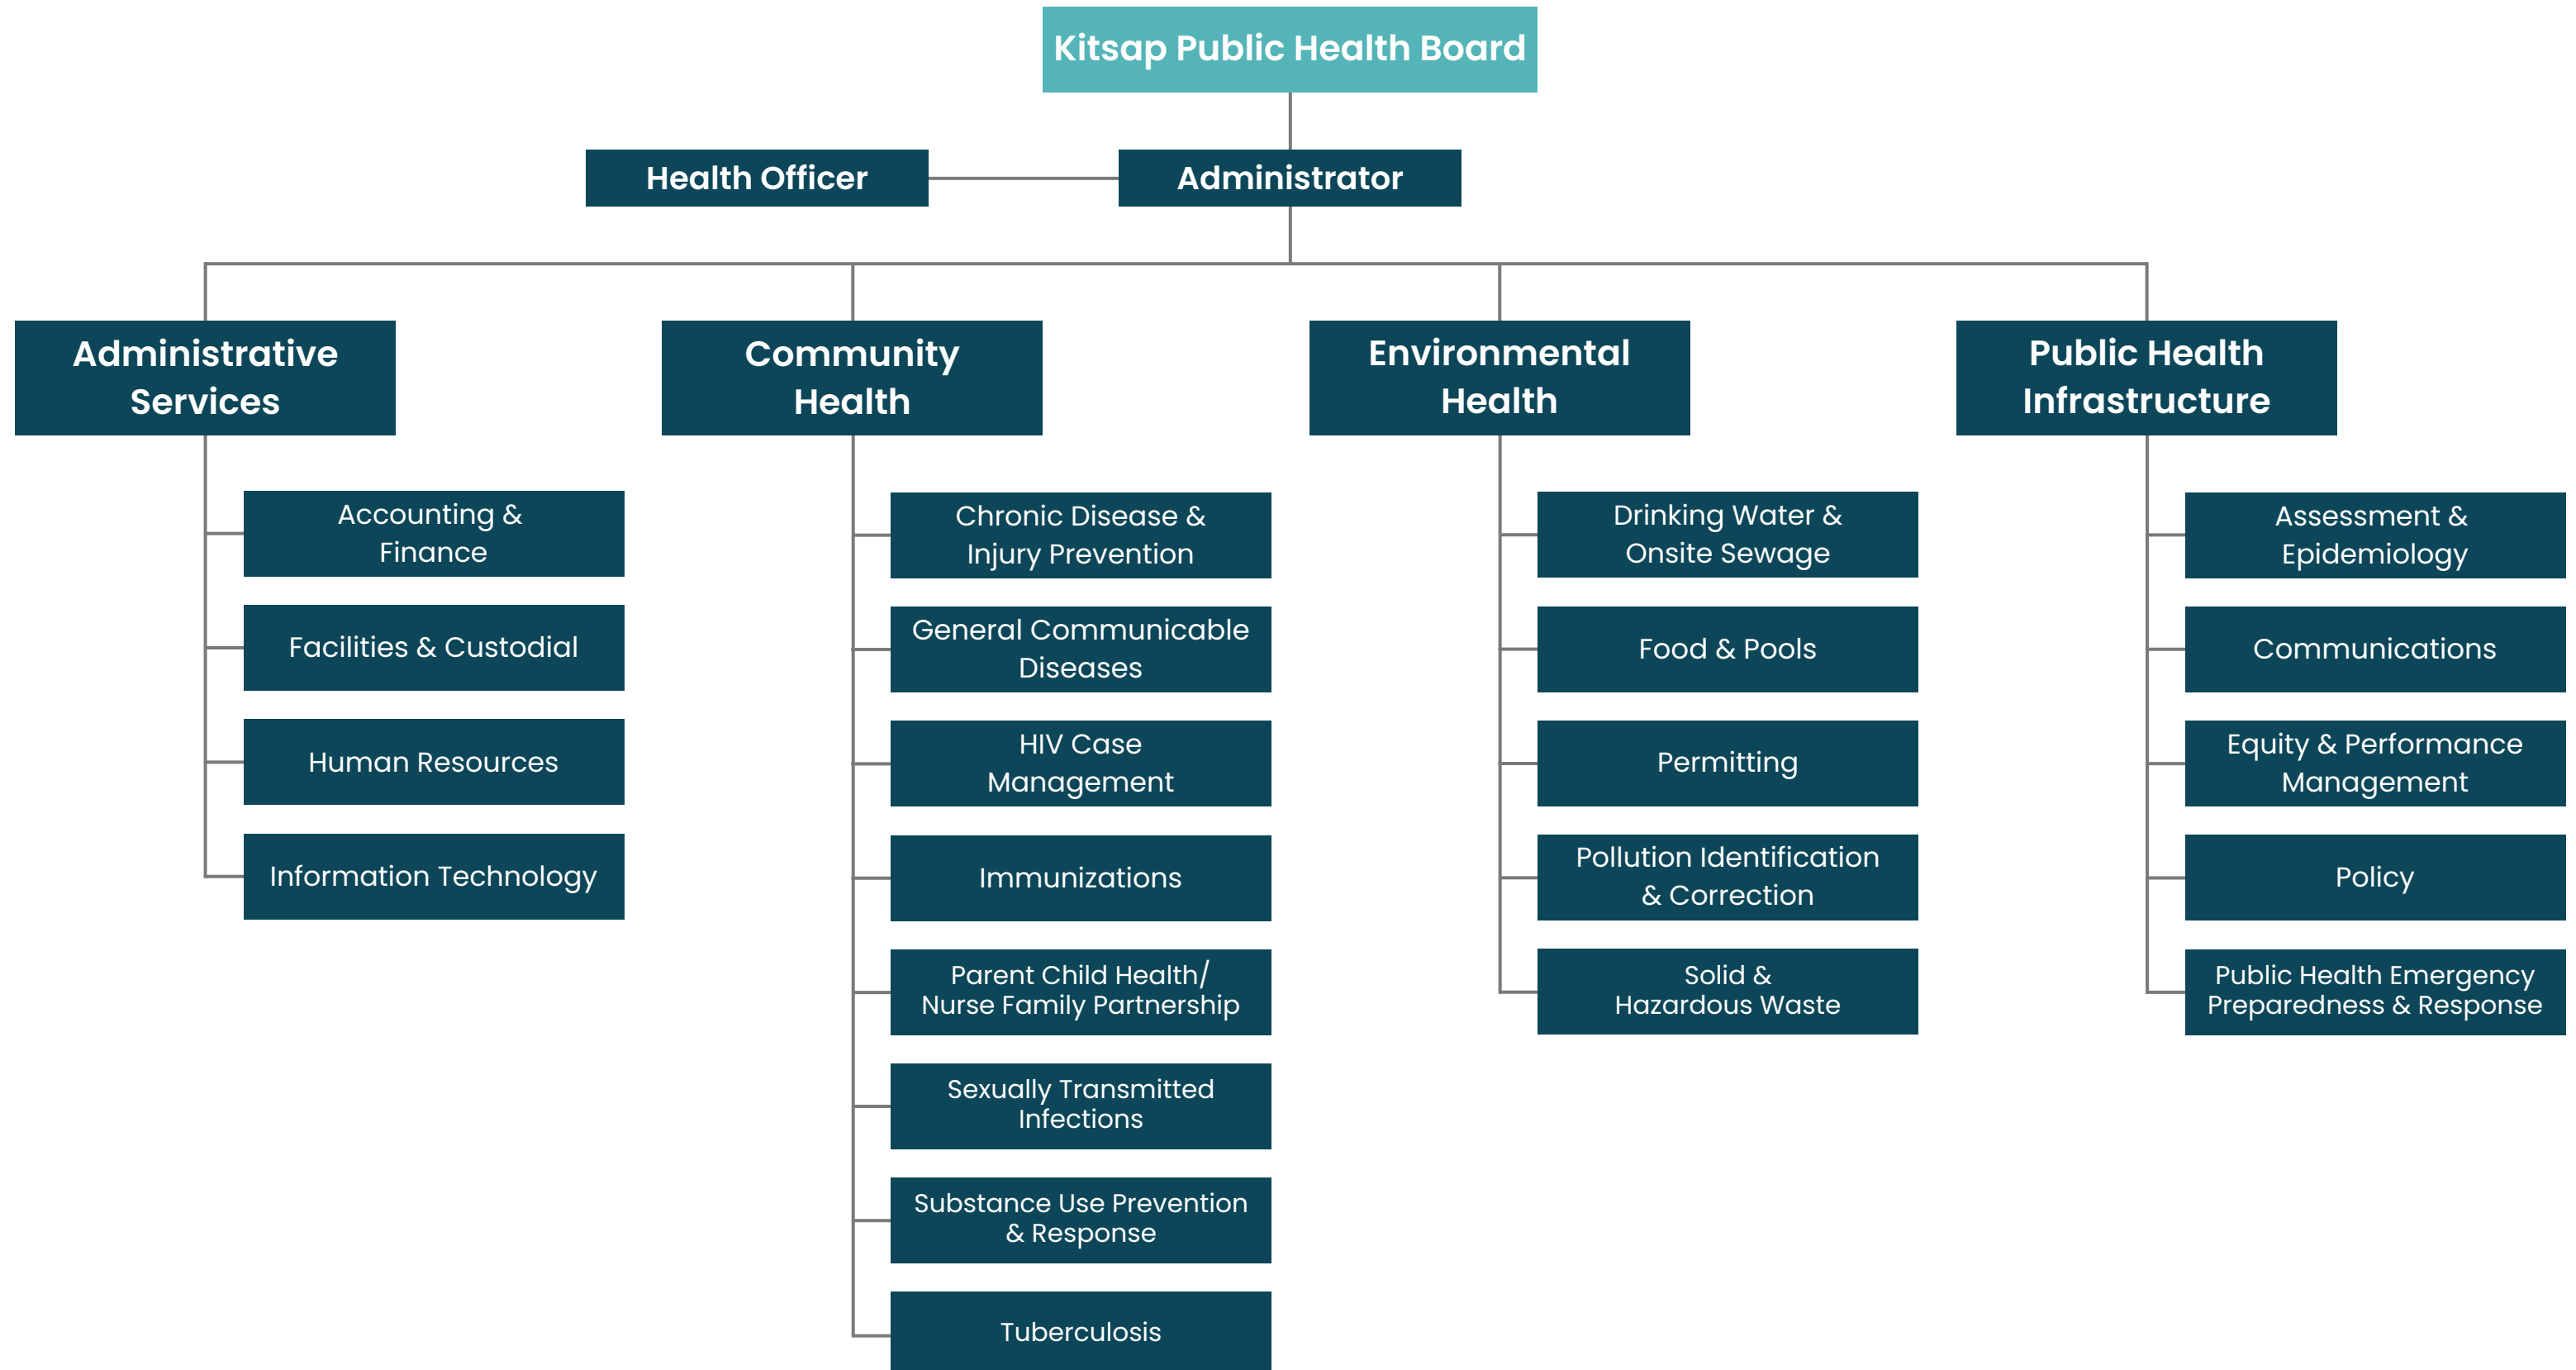 Kitsap Public Health Board
Health Officer
Administrator
Administrative
Services
Accounting &
Finance
Facilities & Custodial
Human Resources
Information Technology
Community
Health
Chronic Disease &
Injury Prevention
General Communicable
Diseases
HIV Case
Management
Immunizations
Parent Child Health/
Nurse Family Partnership
Sexually Transmitted
Infections
Substance Use Prevention
& Response
Tuberculosis
Environmental
Health
Drinking Water &
Onsite Sewage
Food & Pools
Permitting
Pollution Identification
& Correction
Solid &
Hazardous Waste
Public Health
Infrastructure
Assessment &
Epidemiology
Communications
Equity & Performance
Management
Policy
Public Health Emergency
Preparedness & Response